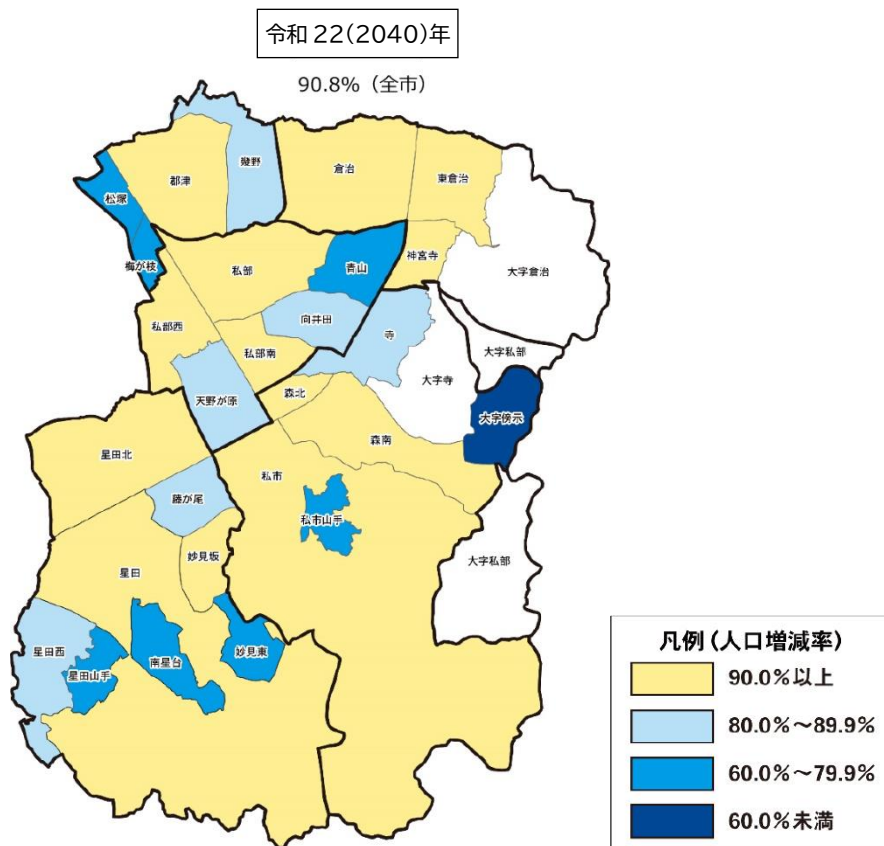 令和22(2040)年
90.8%（全市）
幾野
倉治
東倉治
郡津
松塚
神宮寺
梅が枝
私部
青山
大字倉治
向井田
私部西
寺
私部南
大字私部
大字寺
森北
天野が原
大字傍示
森南
星田北
私市
藤が尾
私市山手
妙見坂
大字私部
星田
星田西
南星台
妙見東
星田山手
凡例（人口増減率）
90.0%以上
80.0%～89.9%
60.0%～79.9%
60.0%未満